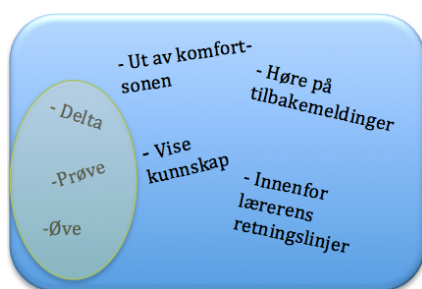 - Ut av komfort-
sonen
- Høre på
tilbakemeldinger
- Delta
- Vise
kunnskap
-Prøve
- Innenfor
lærerens
retningslinjer
-Øve